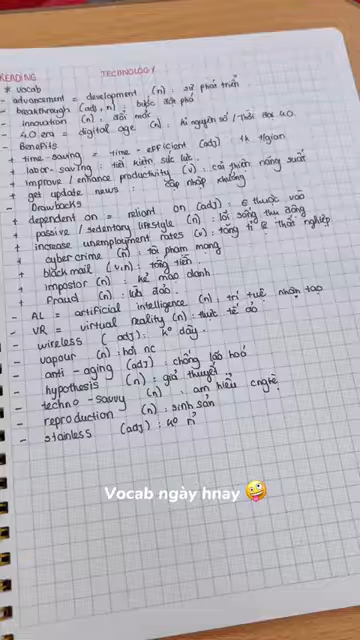 READING TECHNOLOGY
* vocab
- advancement = development (n) : sự phát triển
- breakthrough (adj, n) : bước đột phá
- innovation (n) : đổi mới
- 4.0 era = digital age (n) : kỉ nguyên số / thời đại 4.0
- Benefits
+ time-saving = time-efficient (adj) : tk t/gian
+ labor-saving : tiết kiệm sức lực
+ improve / enhance productivity (v) : cải thiện năng suất
+ get update news : cập nhập
- Drawbacks
+ dependent on = reliant on (adj) : phụ thuộc vào
+ passive / sedentary lifestyle (n) : lối sống thụ động
+ increase unemployment rates (v) : tăng tỉ lệ thất nghiệp
+ cyber crime (n) : tội phạm mạng
+ black mail (v,n) : tống tiền
+ impostor (n) : kẻ mạo danh
+ Fraud (n) : lừa đảo
- AL = artificial intelligence (n) : trí tuệ nhân tạo
- VR = virtual reality (n) : thực tế ảo
- wireless (adj) : ko dây
- vapour (n) : hơi nc
- anti-aging (adj) : chống lão hoá
- hypothesis (n) : giả thuyết
- techno-savvy (n) : am hiểu cnghệ
- reproduction (n) : sinh sản
- stainless (adj) : ko rỉ
Vocab ngày hnay 🤪